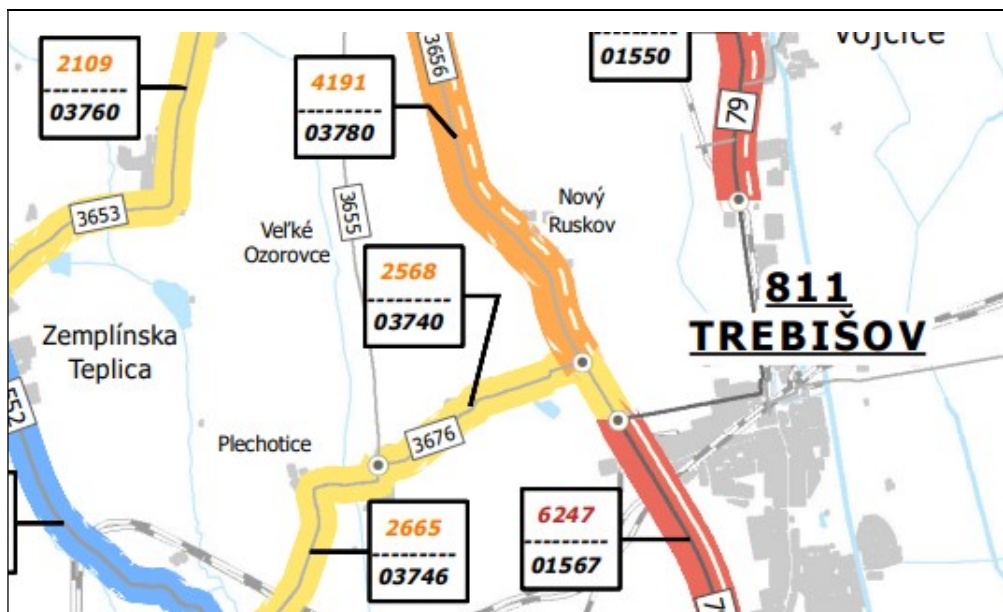 2109
03760
4191
03780
3656
01550
Vojčice
79
3653
3655
Nový
Ruskov
Veľké
Ozorovce
2568
03740
811
TREBIŠOV
Zemplínska
Teplica
552
Plechotice
3676
2665
03746
6247
01567